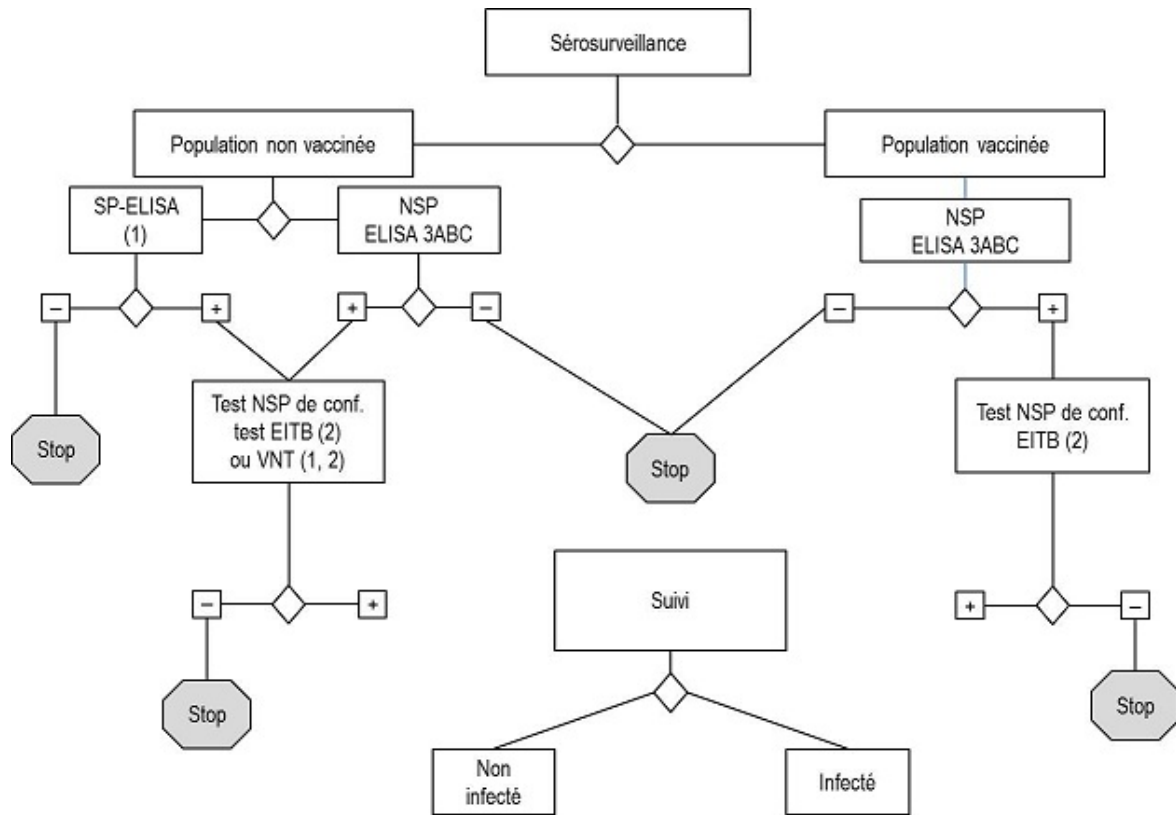 Sérosurveillance
Population non vaccinée
Population vaccinée
SP-ELISA
(1)
NSP
ELISA 3ABC
NSP
ELISA 3ABC
–
+
+
–
–
+
Test NSP de conf.
test EITB (2)
ou VNT (1, 2)
Test NSP de conf.
EITB (2)
Stop
Stop
Suivi
–
+
+
–
Stop
Stop
Non
infecté
Infecté